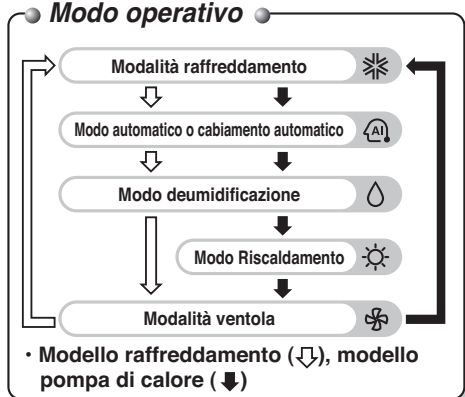 Modo operativo
Modalità raffreddamento
Modo automatico o cabiamento automatico
AI
Modo deumidificazione
Modo Riscaldamento
Modalità ventola
· Modello raffreddamento (⇩), modello
pompa di calore (⬇)